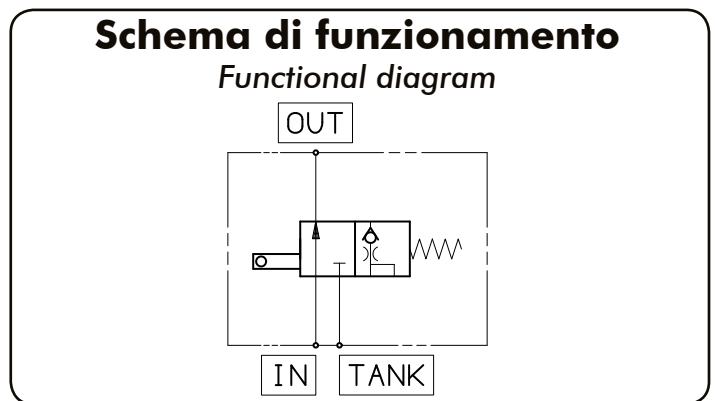 Schema di funzionamento
Functional diagram
OUT
IN TANK